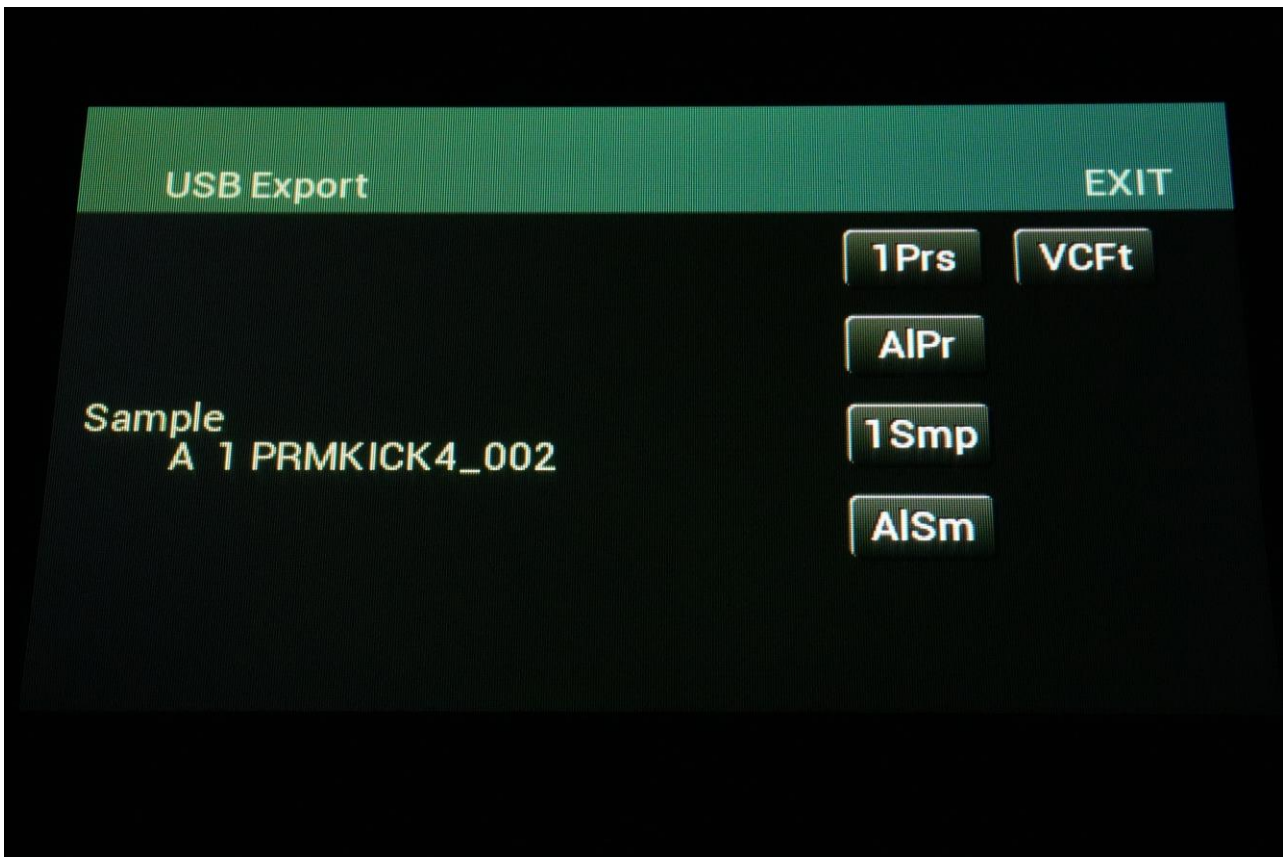 USB Export EXIT
1Prs VCFt
AlPr
Sample
1Smp
A 1 PRMKICK4_002
AlSm